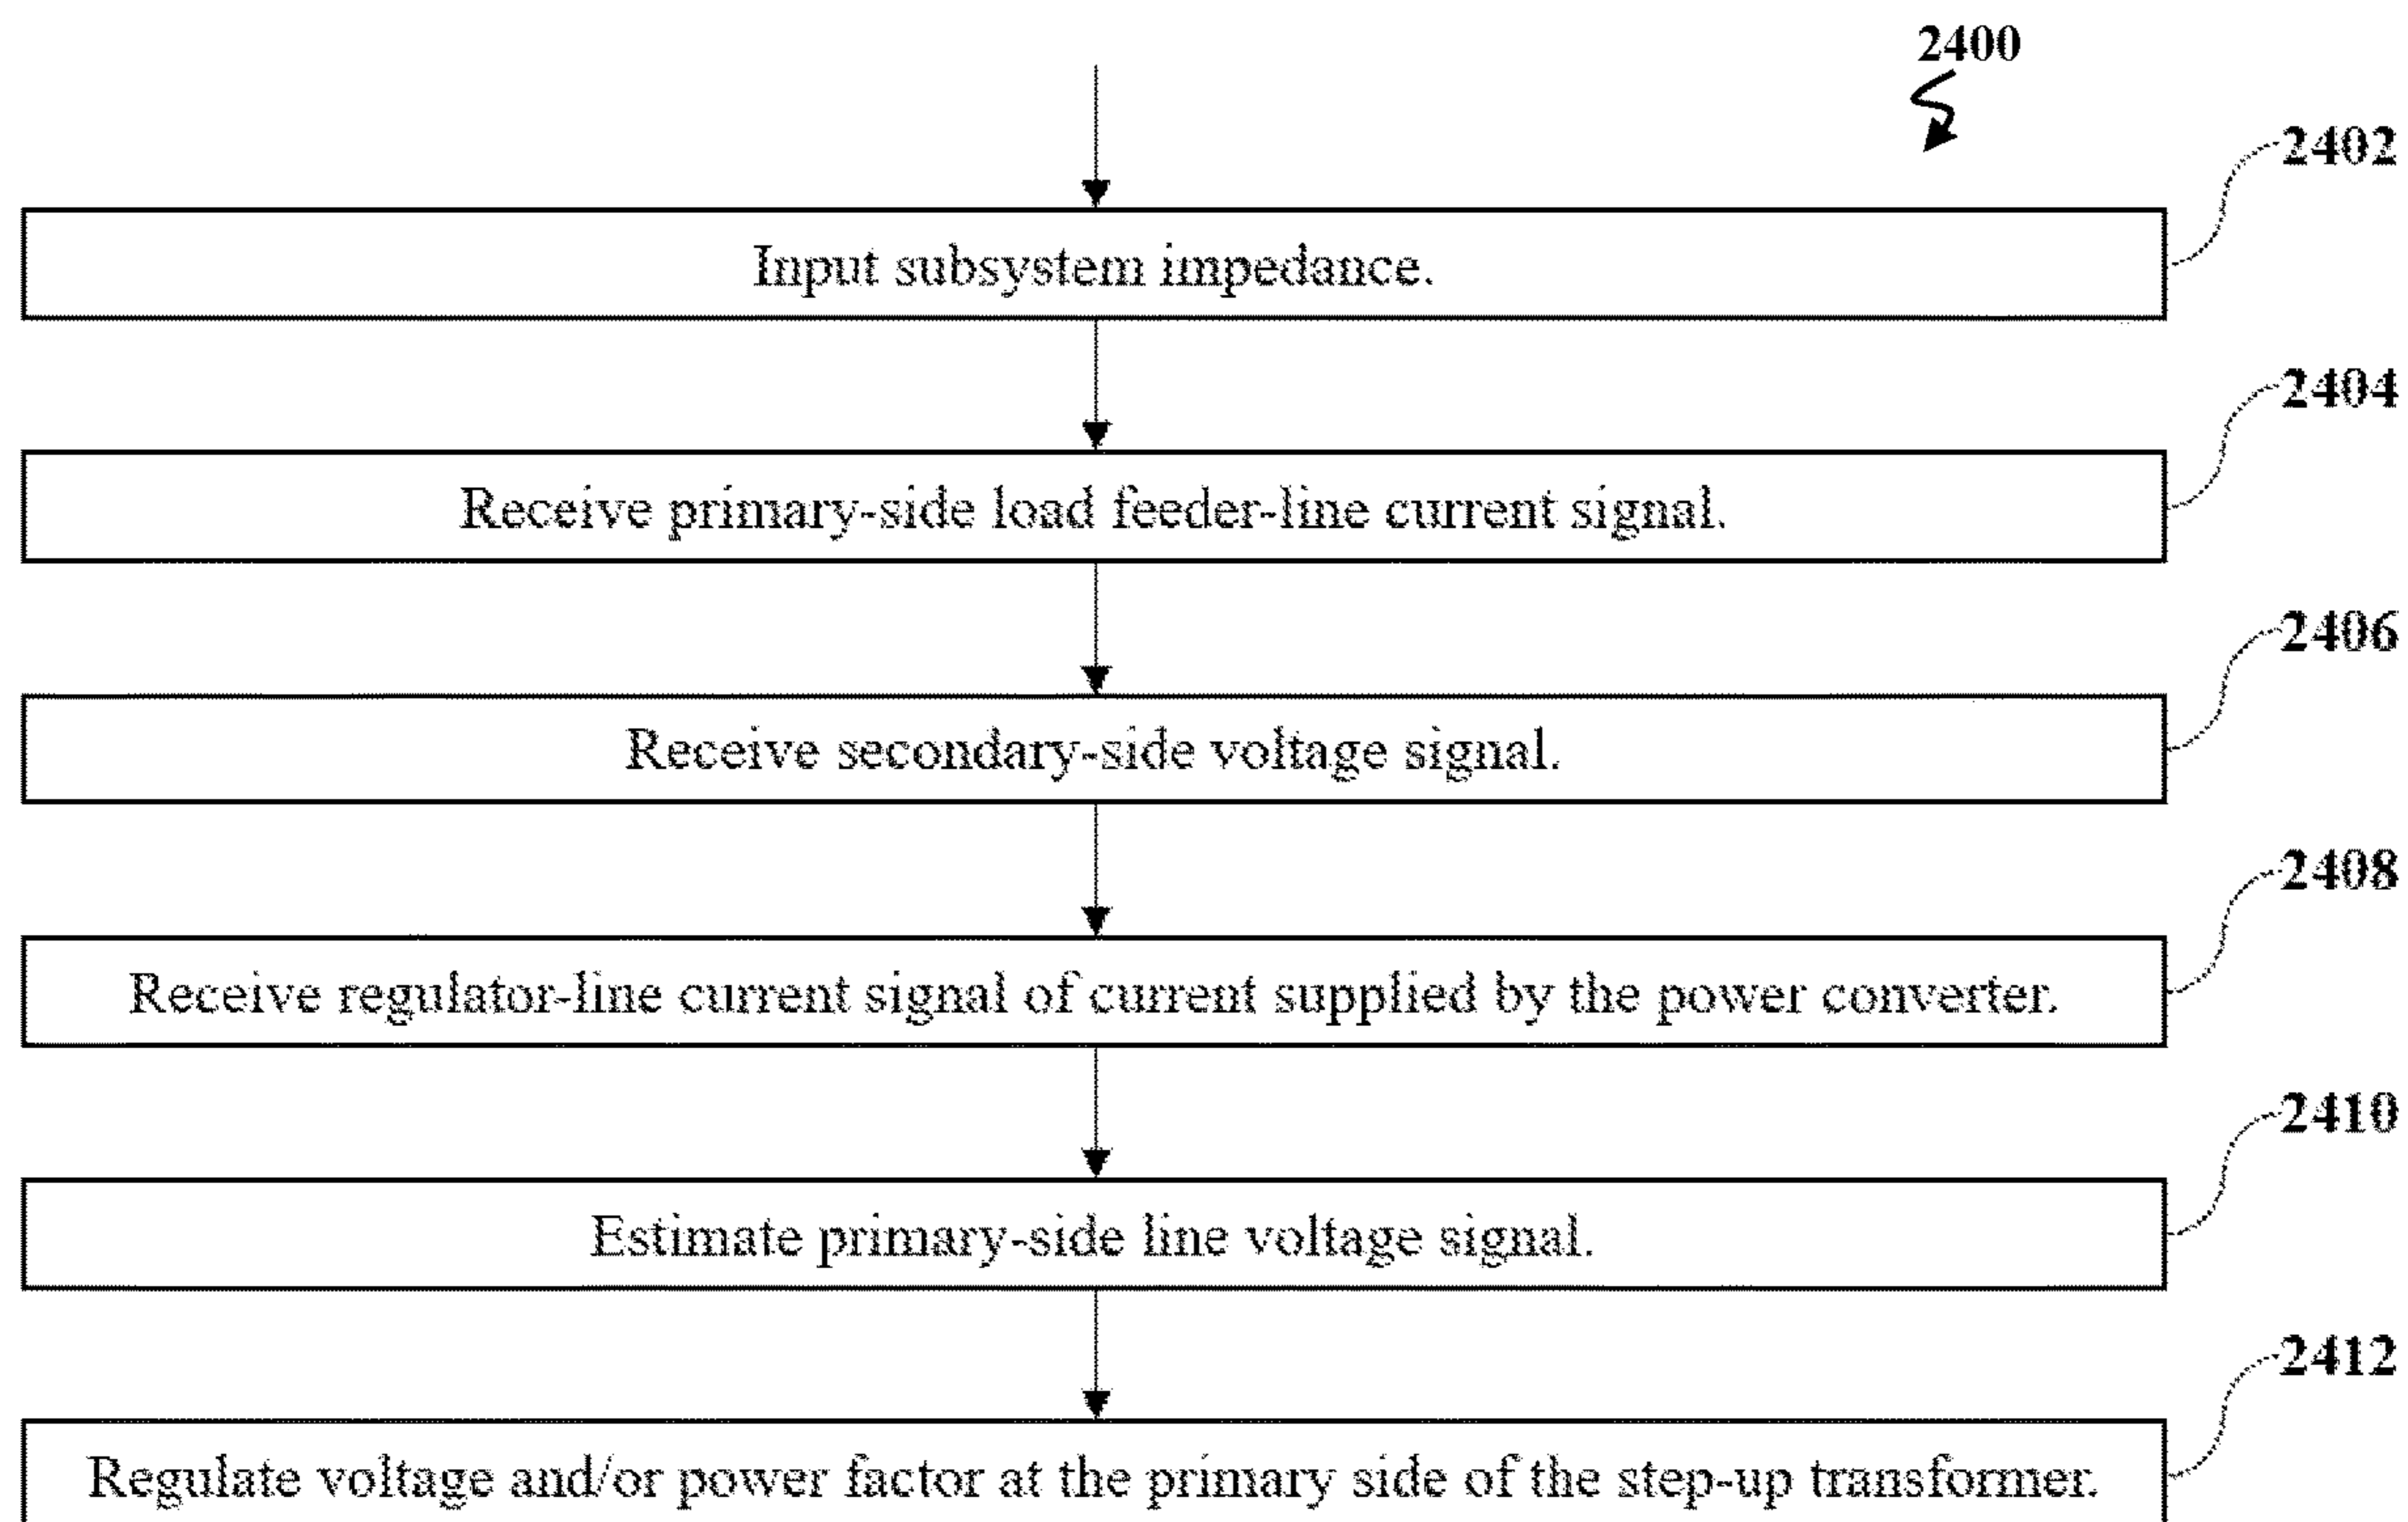 2400
2402
Input subsystem impedance.
2404
Receive primary-side load feeder-line current signal.
2406
Receive secondary-side voltage signal.
2408
Receive regulator-line current signal of current supplied by the power converter.
2410
Estimate primary-side line voltage signal.
2412
Regulate voltage and/or power factor at the primary side of the step-up transformer.